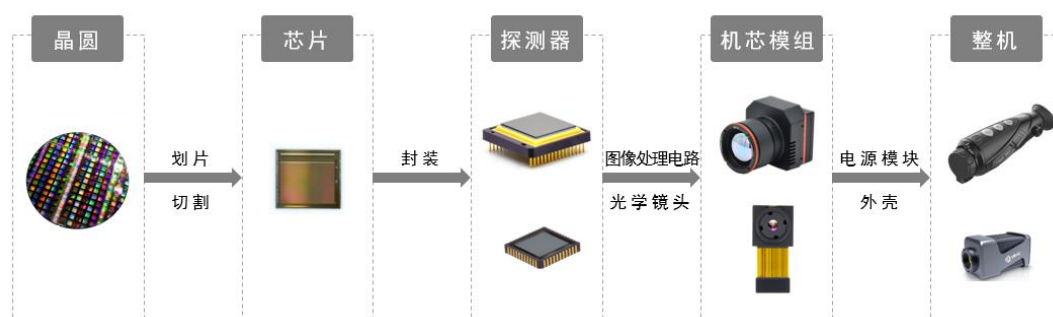 晶圆
芯片
探测器
机芯模组
整机
划片
切割
封装
图像处理电路
光学镜头
电源模块
外壳